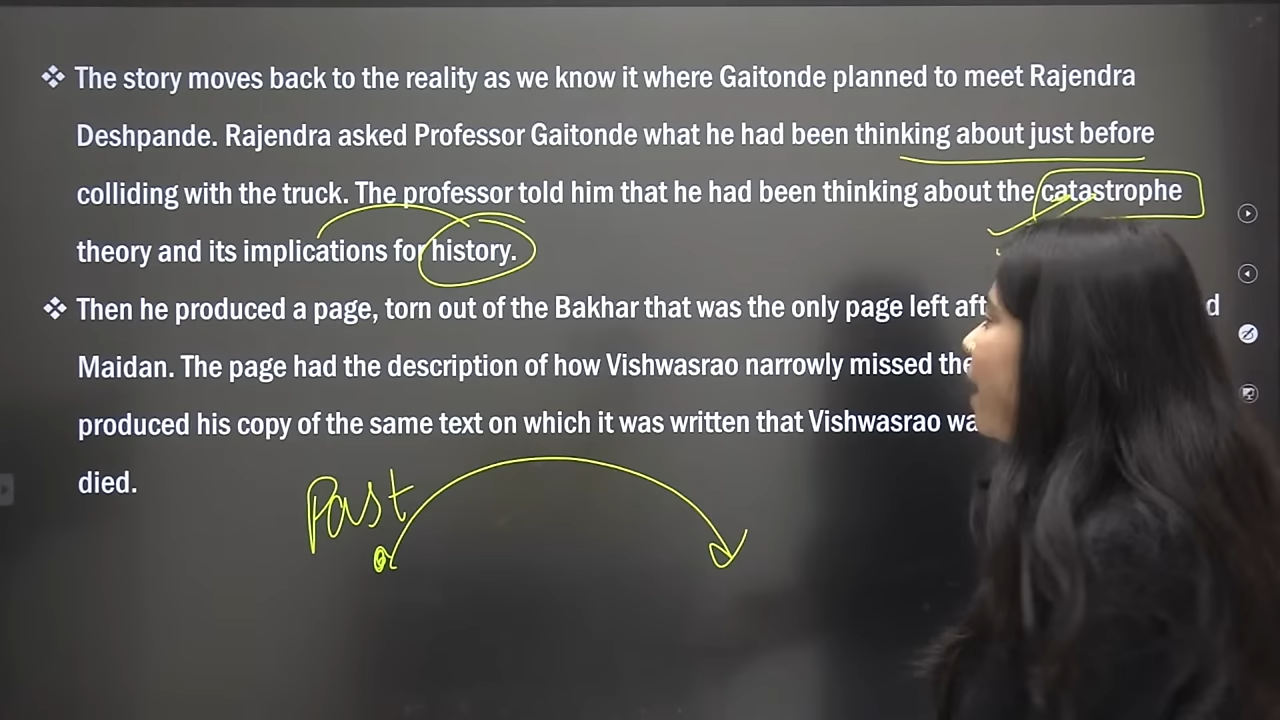 ❖ The story moves back to the reality as we know it where Gaitonde planned to meet Rajendra
Deshpande. Rajendra asked Professor Gaitonde what he had been thinking about just before
colliding with the truck. The professor told him that he had been thinking about the catastrophe
theory and its implications for history.
❖ Then he produced a page, torn out of the Bakhar that was the only page left
Maidan. The page had the description of how Vishwasrao narrowly missed
produced his copy of the same text on which it was written that Vishwasrao
died.
Past